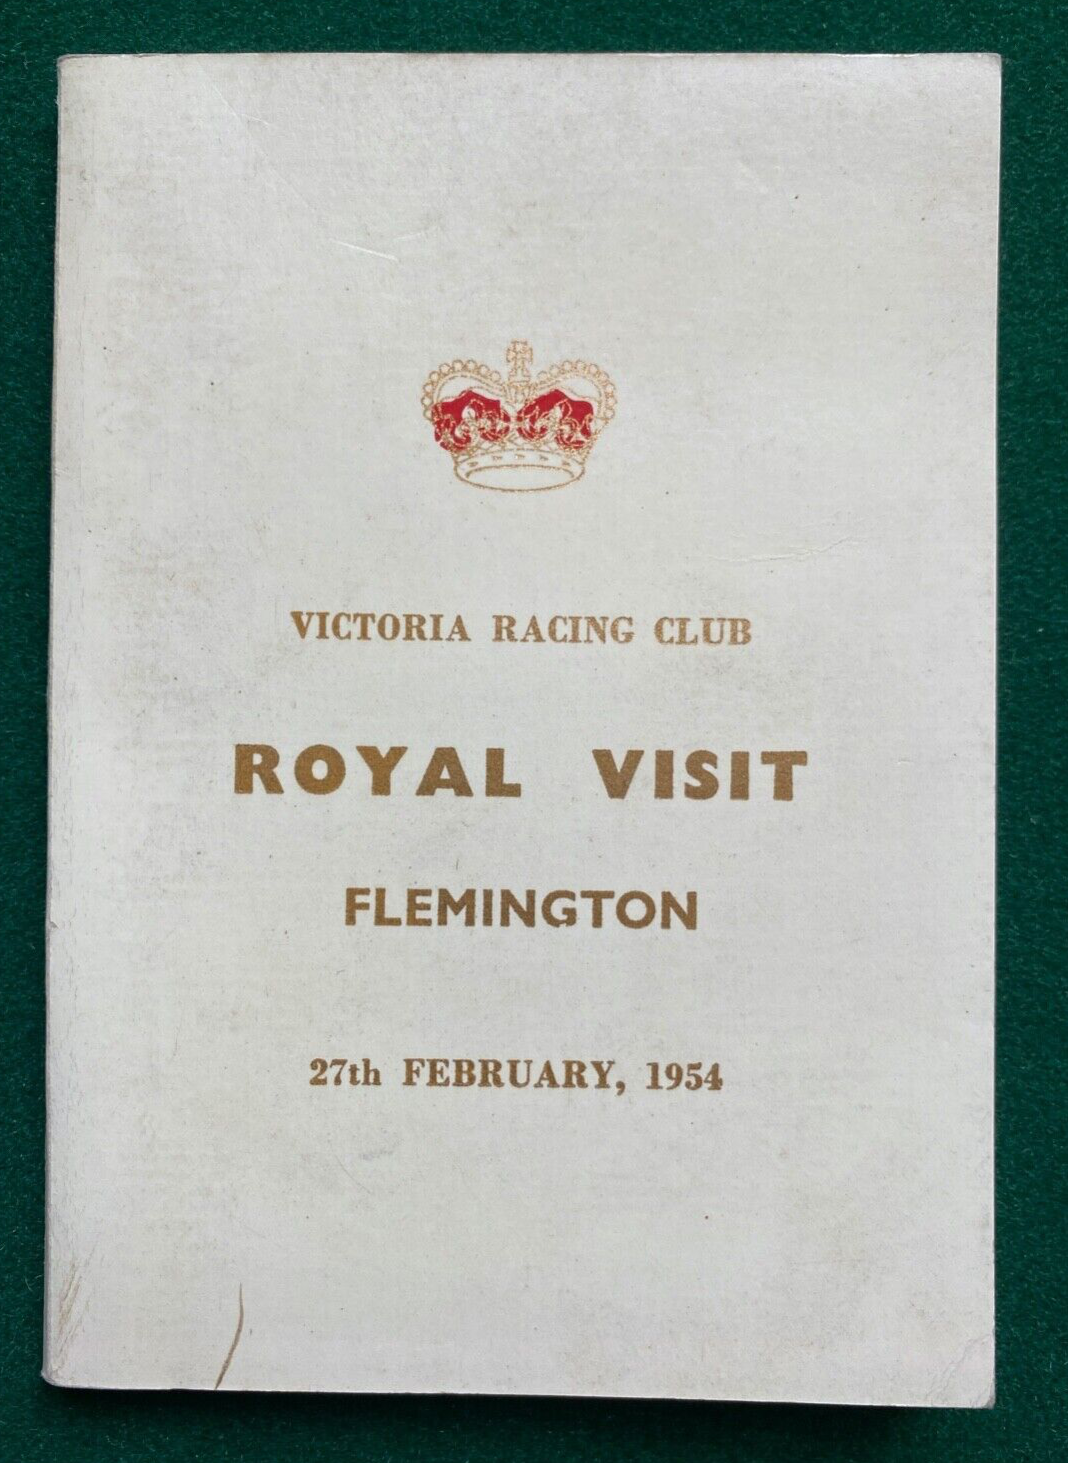 VICTORIA RACING CLUB
ROYAL VISIT
FLEMINGTON
27th FEBRUARY, 1954